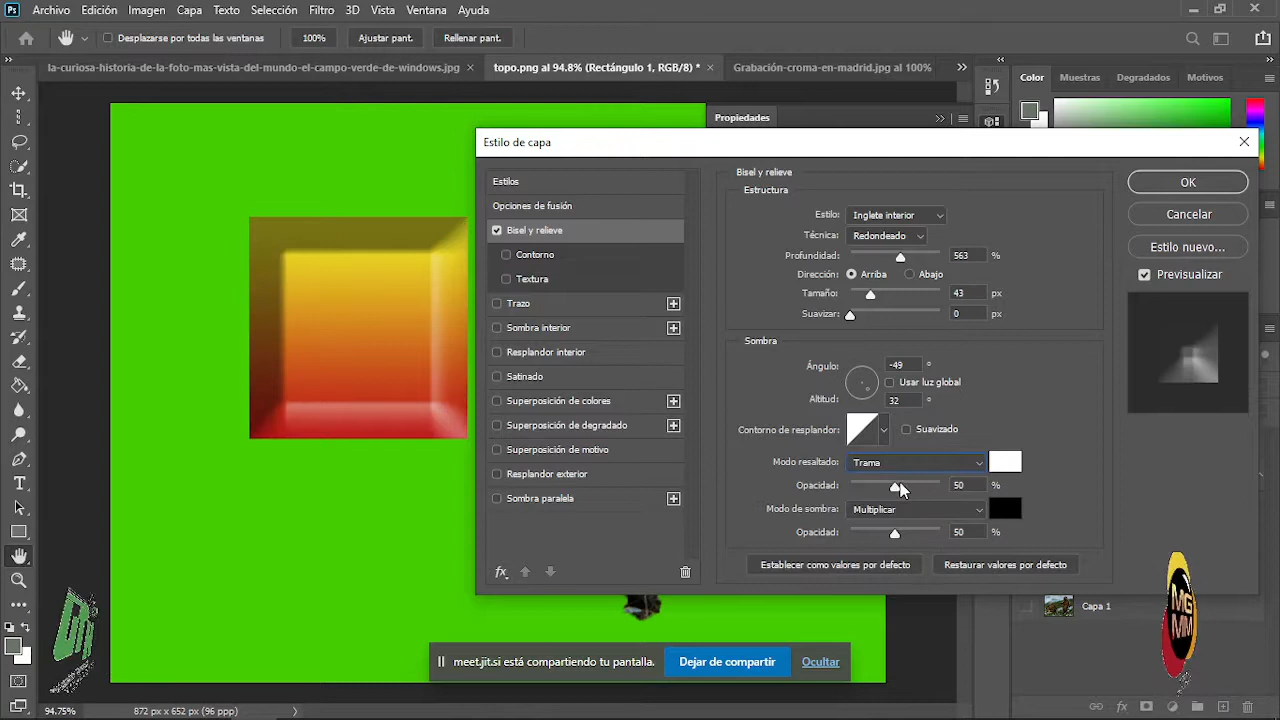 Ps Archivo Edición Imagen Capa Texto Selección Filtro 3D Vista Ventana Ayuda
Desplazarse por todas las ventanas 100% Ajustar pant. Rellenar pant.
la-curiosa-historia-de-la-foto-mas-vista-del-mundo-el-campo-verde-de-windows.jpg × topo.png al 94.8% (Rectángulo 1, RGB/8) * × Grabación-croma-en-madrid.jpg al 100%
Color Muestras Degradados Motivos
Propiedades
Estilo de capa
Estilos
Opciones de fusión
Bisel y relieve
Contorno
Textura
Trazo
Sombra interior
Resplandor interior
Satinado
Superposición de colores
Superposición de degradado
Superposición de motivo
Resplandor exterior
Sombra paralela
fx
Bisel y relieve
Estructura
Estilo: Inglete interior
Técnica: Redondeado
Profundidad: 563 %
Dirección: Arriba Abajo
Tamaño: 43 px
Suavizar: 0 px
Sombra
Ángulo: -49 °
Usar luz global
Altitud: 32 °
Contorno de resplandor: Suavizado
Modo resaltado: Trama
Opacidad: 50 %
Modo de sombra: Multiplicar
Opacidad: 50 %
Establecer como valores por defecto Restaurar valores por defecto
OK
Cancelar
Estilo nuevo...
Previsualizar
Capa 1
MG
MIM
meet.jit.si está compartiendo tu pantalla. Dejar de compartir Ocultar
94.75% 872 px x 652 px (96 ppp)
fx